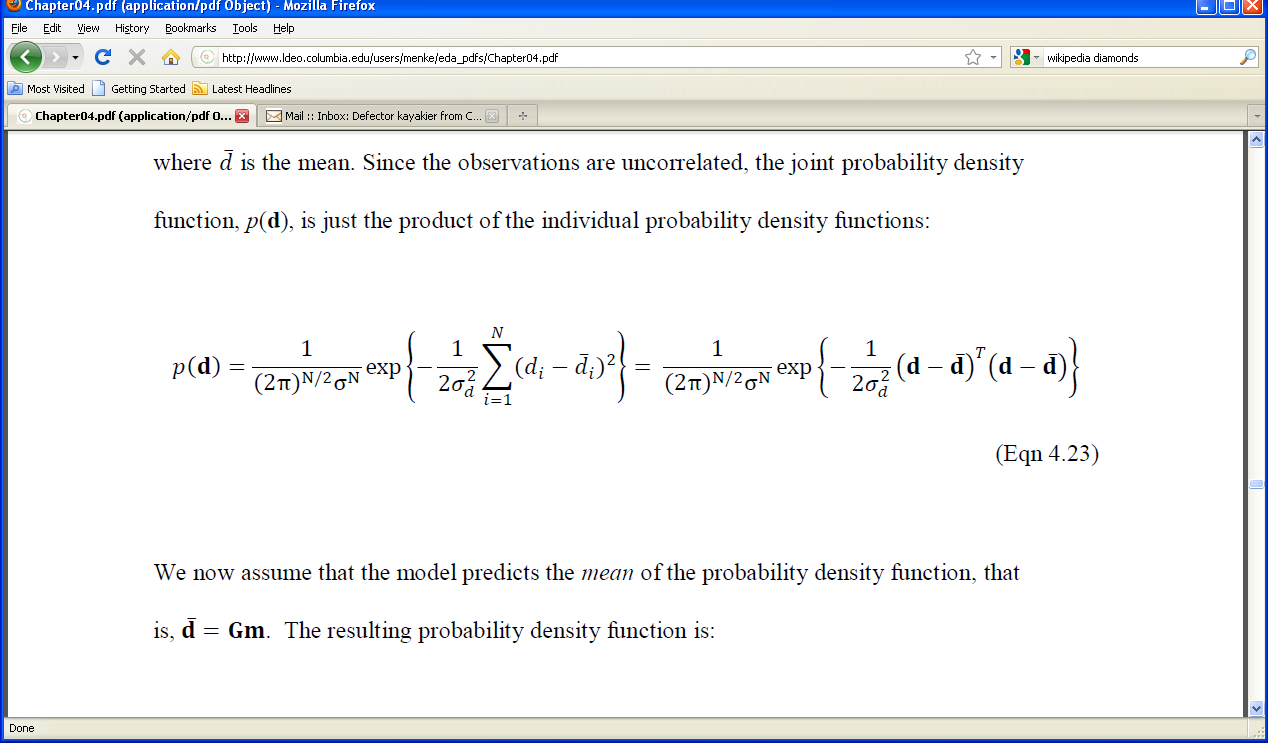 Chapter04.pdf (application/pdf Object) - Mozilla Firefox
File Edit View History Bookmarks Tools Help
http://www.ldeo.columbia.edu/users/menke/eda_pdfs/Chapter04.pdf wikipedia diamonds
Most Visited Getting Started Latest Headlines
Chapter04.pdf (application/pdf O... Mail :: Inbox: Defector kayakier from C...
where d̄ is the mean. Since the observations are uncorrelated, the joint probability density
function, p(d), is just the product of the individual probability density functions:
p(d) = 1/((2π)^{N/2}σ^N) exp{−1/(2σ_d^2) ∑_{i=1}^{N} (d_i − d̄_i)^2} = 1/((2π)^{N/2}σ^N) exp{−1/(2σ_d^2) (d − d̄)^T (d − d̄)}
(Eqn 4.23)
We now assume that the model predicts the mean of the probability density function, that
is, d̄ = Gm. The resulting probability density function is:
Done